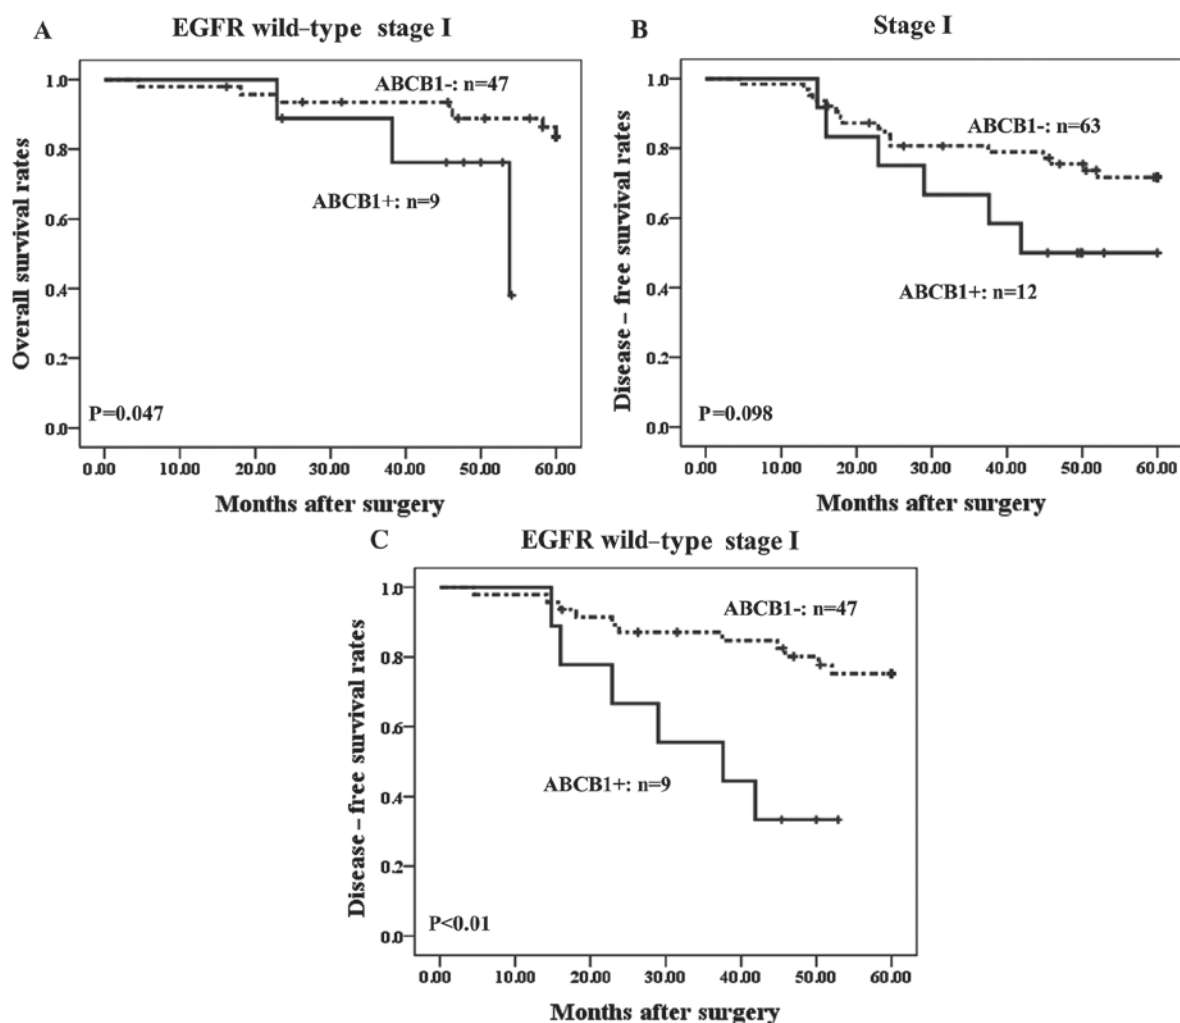 A
EGFR wild–type stage I
Overall survival rates
1.0
0.8
0.6
0.4
0.2
0.0
ABCB1-: n=47
ABCB1+: n=9
P=0.047
0.00 10.00 20.00 30.00 40.00 50.00 60.00
Months after surgery
B
Stage I
Disease – free survival rates
1.0
0.8
0.6
0.4
0.2
0.0
ABCB1-: n=63
ABCB1+: n=12
P=0.098
0.00 10.00 20.00 30.00 40.00 50.00 60.00
Months after surgery
C
EGFR wild–type stage I
Disease – free survival rates
1.0
0.8
0.6
0.4
0.2
0.0
ABCB1-: n=47
ABCB1+: n=9
P<0.01
0.00 10.00 20.00 30.00 40.00 50.00 60.00
Months after surgery